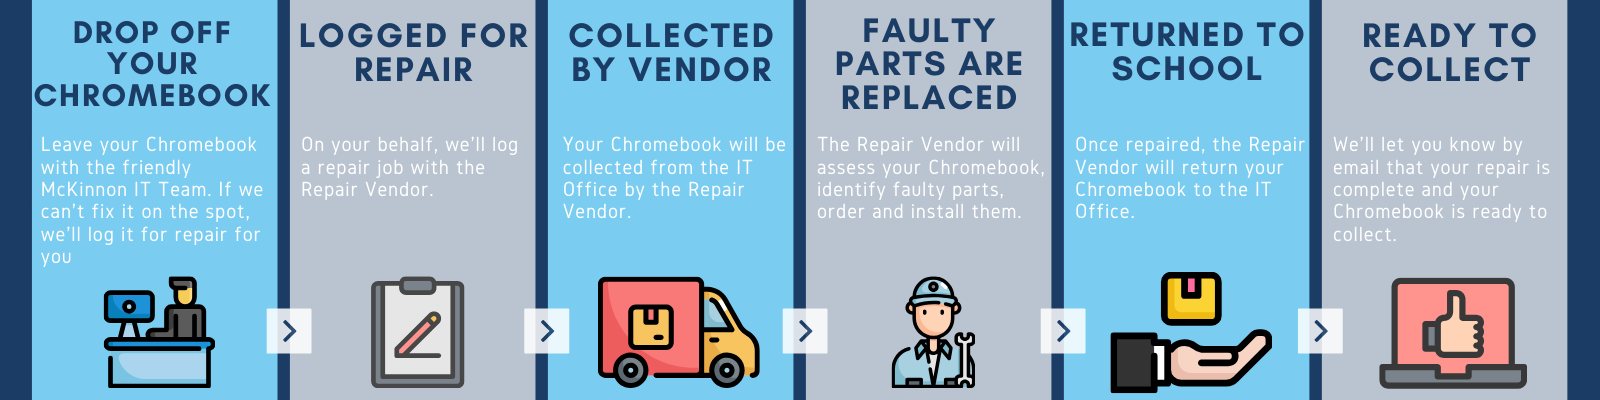 DROP OFF
YOUR
CHROMEBOOK
Leave your Chromebook
with the friendly
McKinnon IT Team. If we
can't fix it on the spot,
we'll log it for repair for
you
LOGGED FOR
REPAIR
On your behalf, we'll log
a repair job with the
Repair Vendor.
COLLECTED
BY VENDOR
Your Chromebook will be
collected from the IT
Office by the Repair
Vendor.
FAULTY
PARTS ARE
REPLACED
The Repair Vendor will
assess your Chromebook,
identify faulty parts,
order and install them.
RETURNED TO
SCHOOL
Once repaired, the Repair
Vendor will return your
Chromebook to the IT
Office.
READY TO
COLLECT
We'll let you know by
email that your repair is
complete and your
Chromebook is ready to
collect.